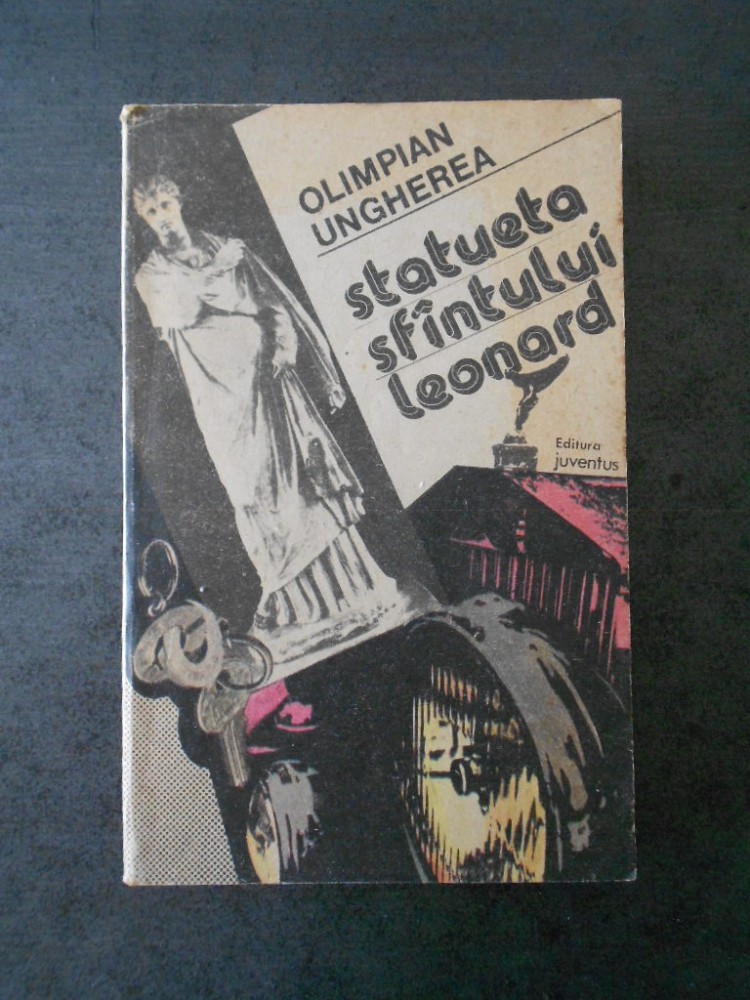 OLIMPIAN
UNGHEREA
statueta
sfîntului
leonard
Editura
juventus